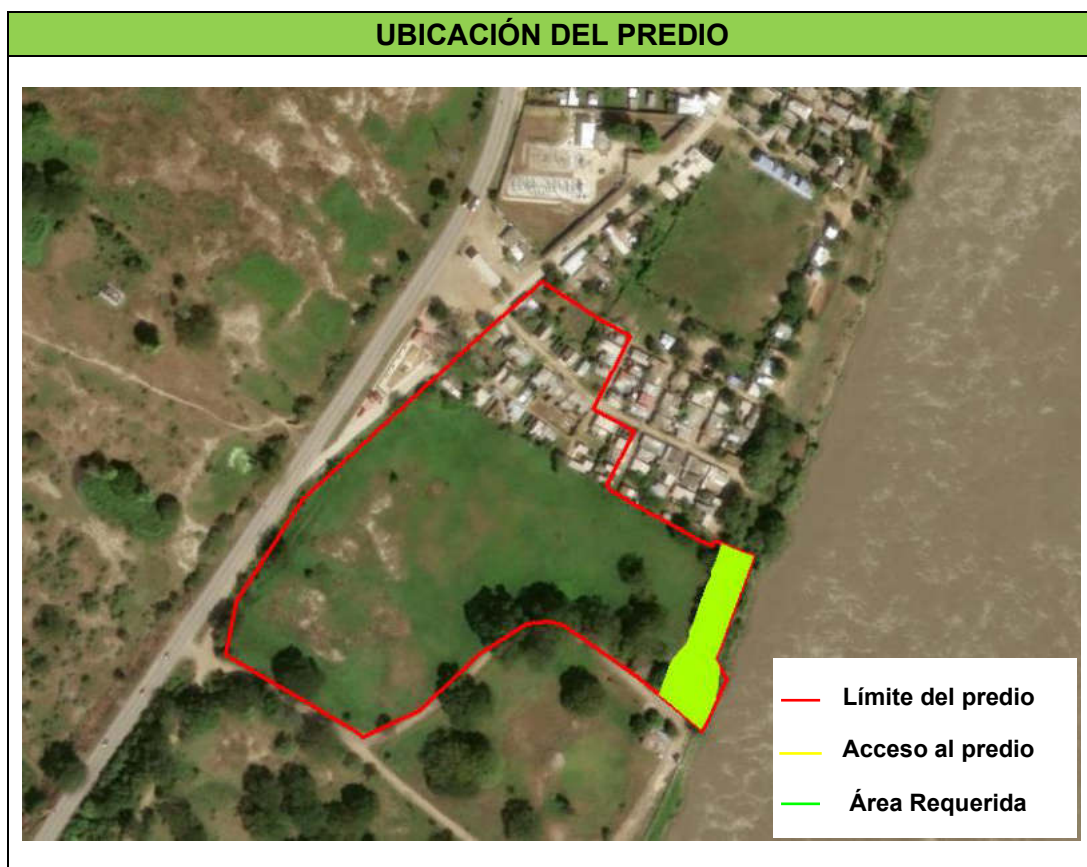 UBICACIÓN DEL PREDIO
Límite del predio
Acceso al predio
Área Requerida